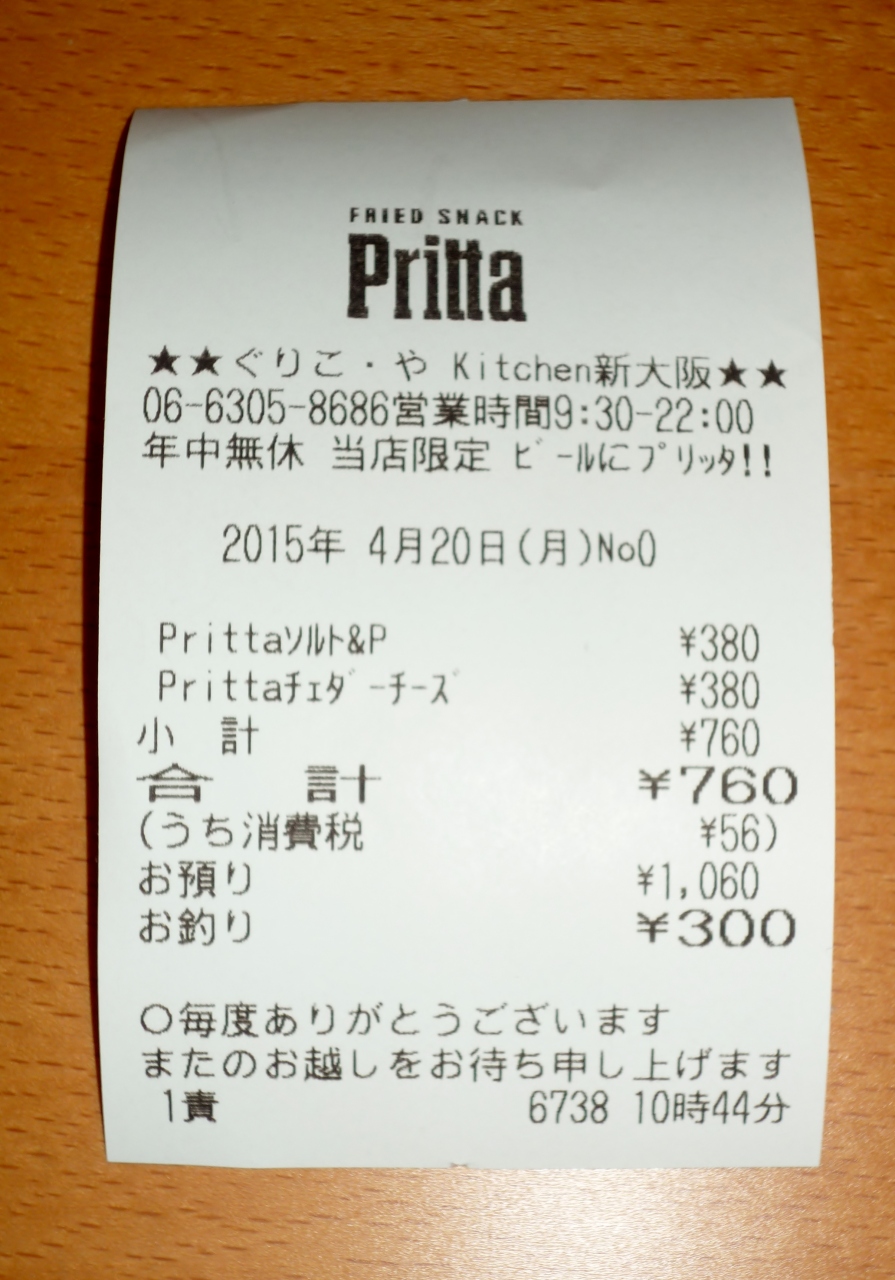 FRIED SNACK
Pritta
★★ぐりこ・や Kitchen新大阪★★
06-6305-8686営業時間9:30-22:00
年中無休 当店限定 ﾋﾞｰﾙにﾌﾟﾘｯﾀ!!
2015年 4月20日(月)No0
Prittaｿﾙﾄ&P ¥380
Prittaﾁｪﾀﾞｰﾁｰｽﾞ ¥380
小 計 ¥760
合 計 ¥760
(うち消費税 ¥56)
お預り ¥1,060
お釣り ¥300
○毎度ありがとうございます
またのお越しをお待ち申し上げます
1責 6738 10時44分